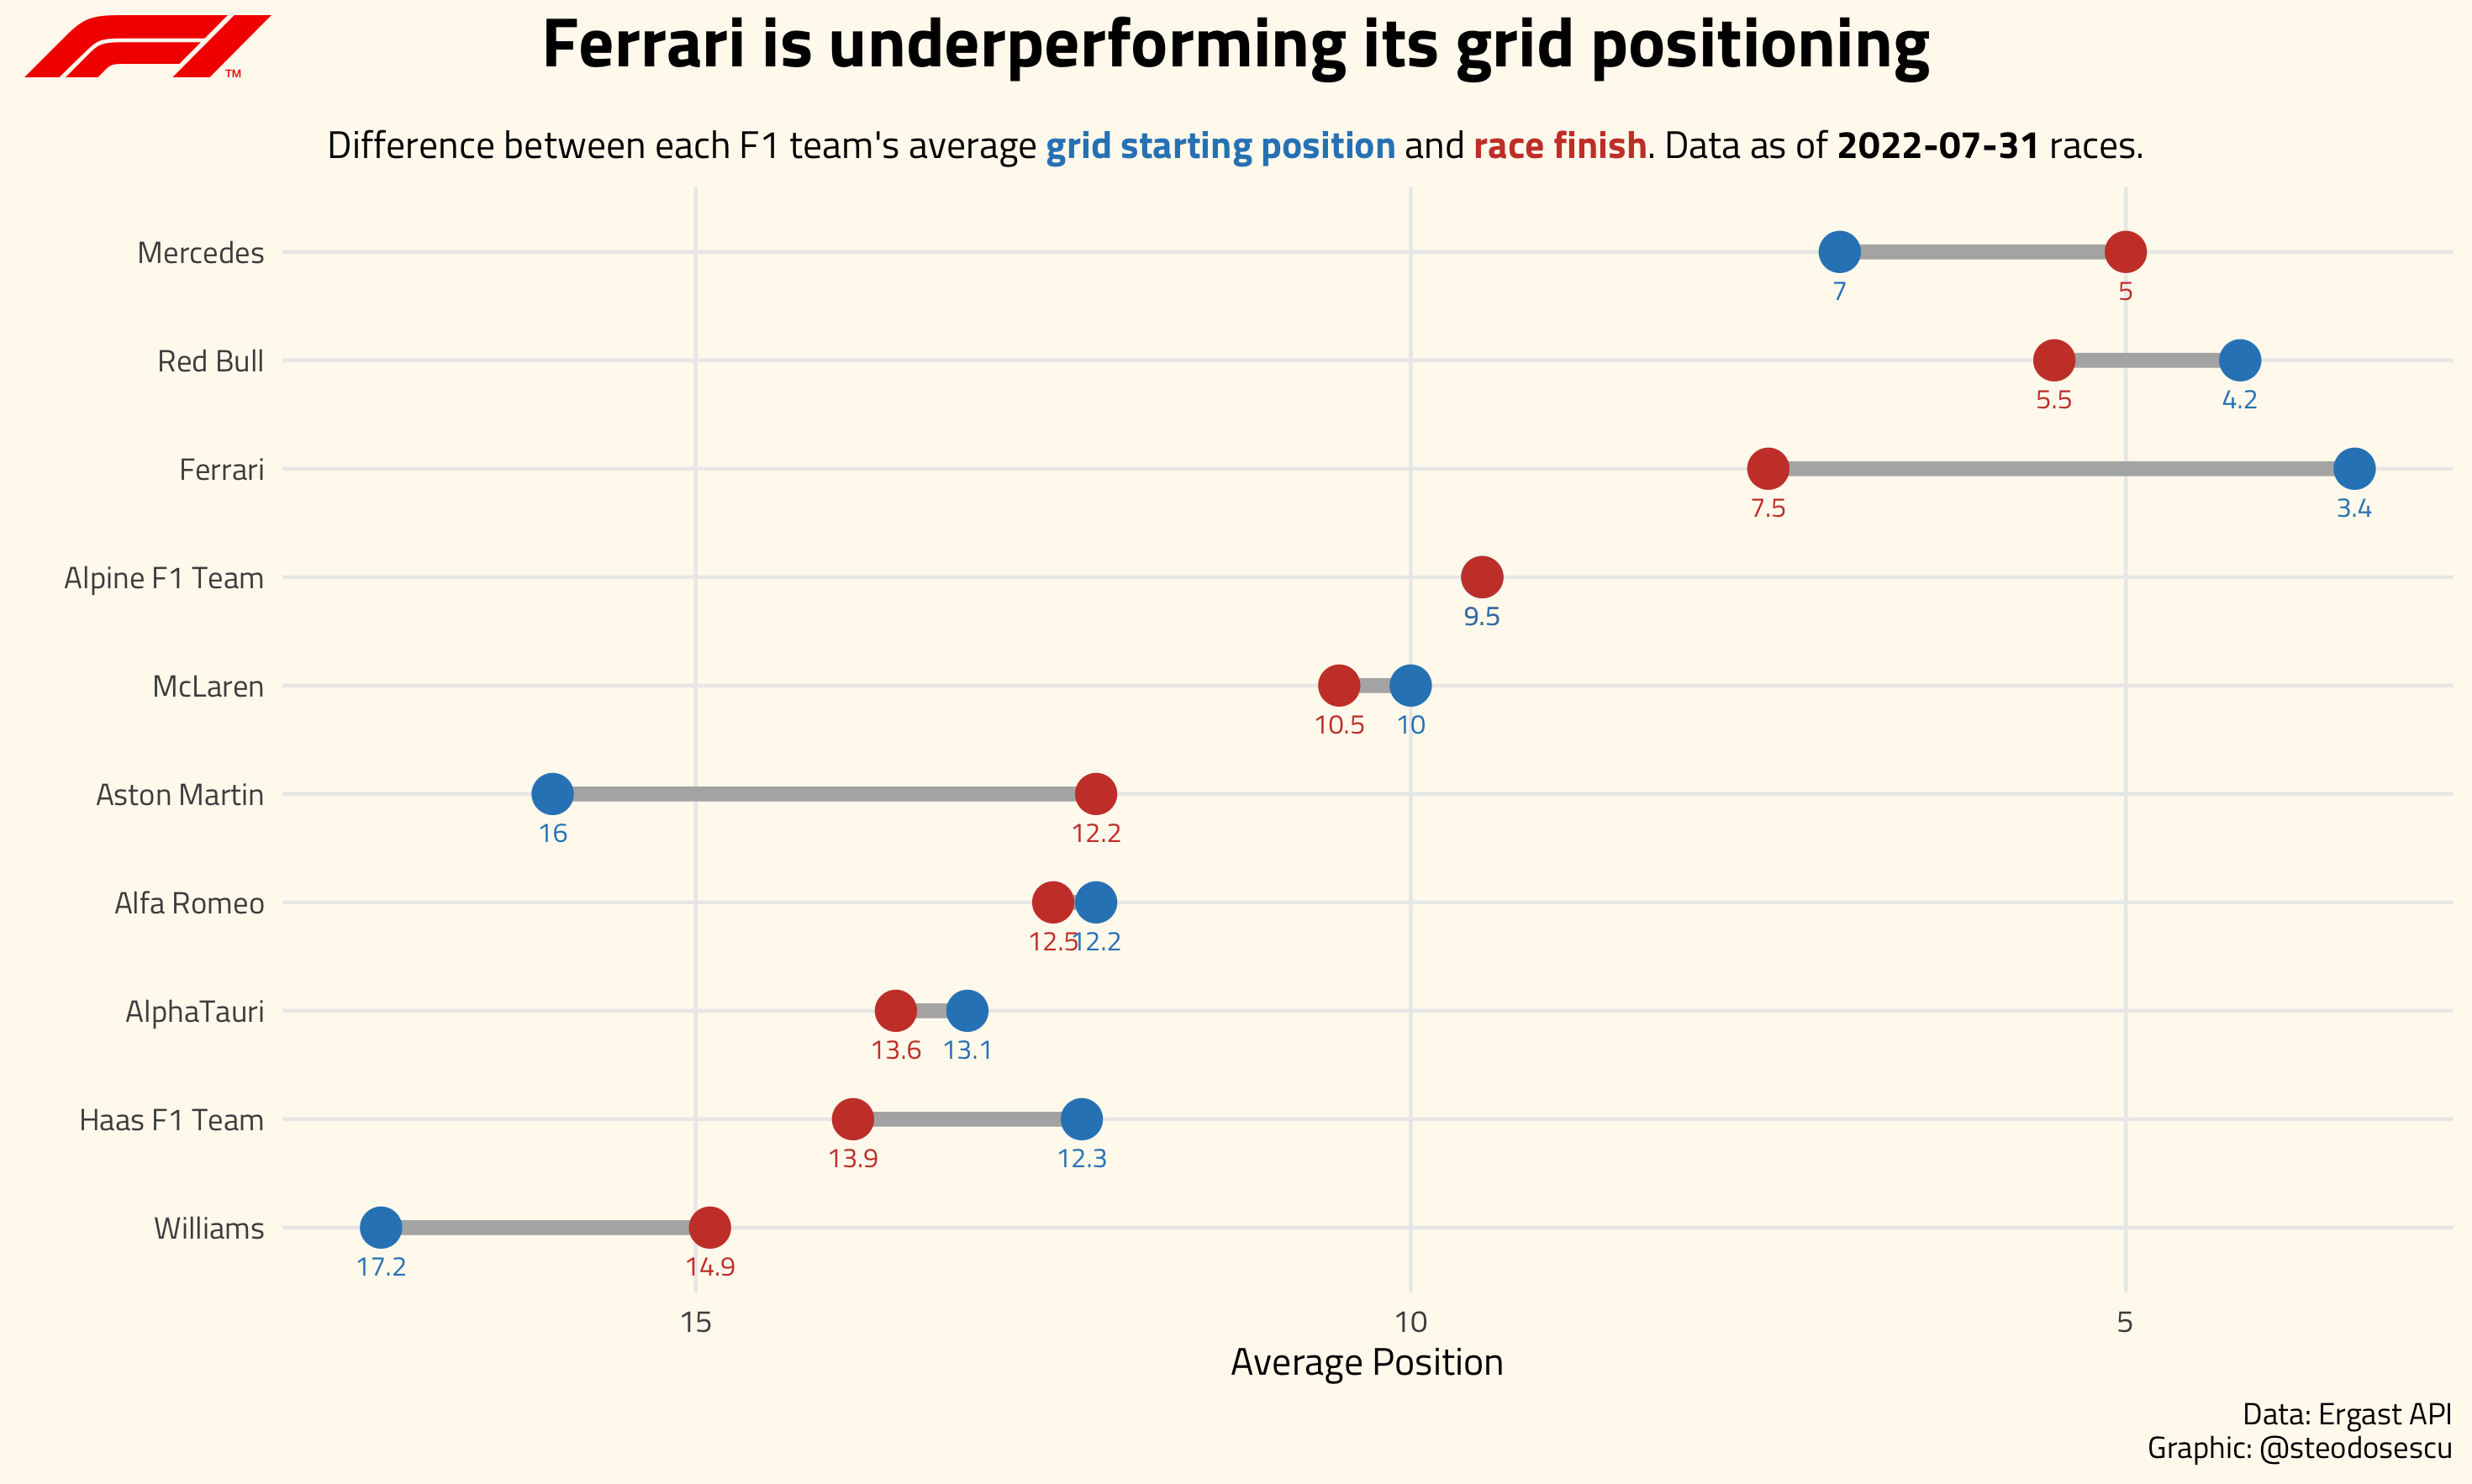 F1 TM
Ferrari is underperforming its grid positioning
Difference between each F1 team's average grid starting position and race finish. Data as of 2022-07-31 races.
Mercedes
7 5
Red Bull
5.5 4.2
Ferrari
7.5 3.4
Alpine F1 Team
9.5
McLaren
10.5 10
Aston Martin
16 12.2
Alfa Romeo
12.5 12.2
AlphaTauri
13.6 13.1
Haas F1 Team
13.9 12.3
Williams
17.2 14.9
15 10 5
Average Position
Data: Ergast API
Graphic: @steodosescu